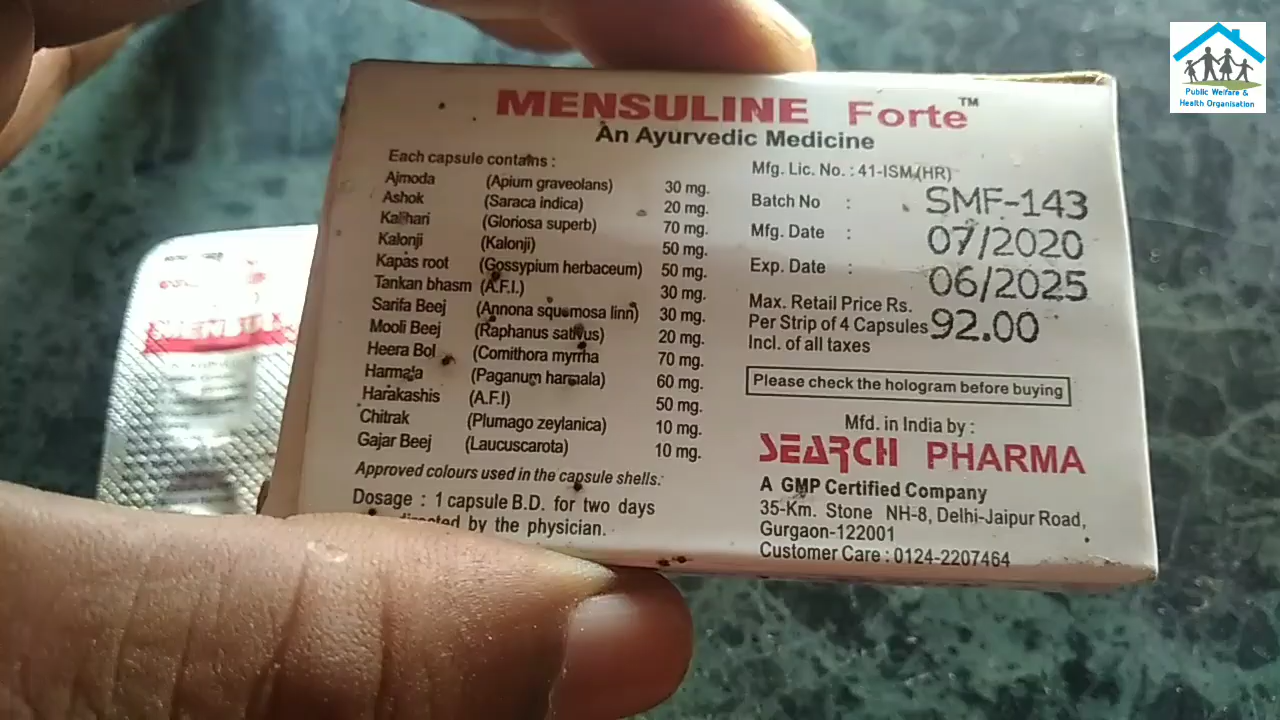 Public Welfare &
Health Organisation
MENSULINE Forte™
An Ayurvedic Medicine
Each capsule contains :
Ajmoda (Apium graveolans) 30 mg.
Ashok (Saraca indica) 20 mg.
Kalihari (Gloriosa superb) 70 mg.
Kalonji (Kalonji) 50 mg.
Kapas root (Gossypium herbaceum) 50 mg.
Tankan bhasm (A.F.I.) 30 mg.
Sarifa Beej (Annona squomosa linn) 30 mg.
Mooli Beej (Raphanus sativus) 20 mg.
Heera Bol (Comithora myrrha 70 mg.
Harmala (Paganum harmala) 60 mg.
Harakashis (A.F.I) 50 mg.
Chitrak (Plumago zeylanica) 10 mg.
Gajar Beej (Laucuscarota) 10 mg.
Approved colours used in the capsule shells.
Dosage : 1 capsule B.D. for two days
directed by the physician.
Mfg. Lic. No. : 41-ISM(HR)
Batch No : SMF-143
Mfg. Date : 07/2020
Exp. Date : 06/2025
Max. Retail Price Rs.
Per Strip of 4 Capsules 92.00
Incl. of all taxes
Please check the hologram before buying
Mfd. in India by :
SEARCH PHARMA
A GMP Certified Company
35-Km. Stone NH-8, Delhi-Jaipur Road,
Gurgaon-122001
Customer Care : 0124-2207464